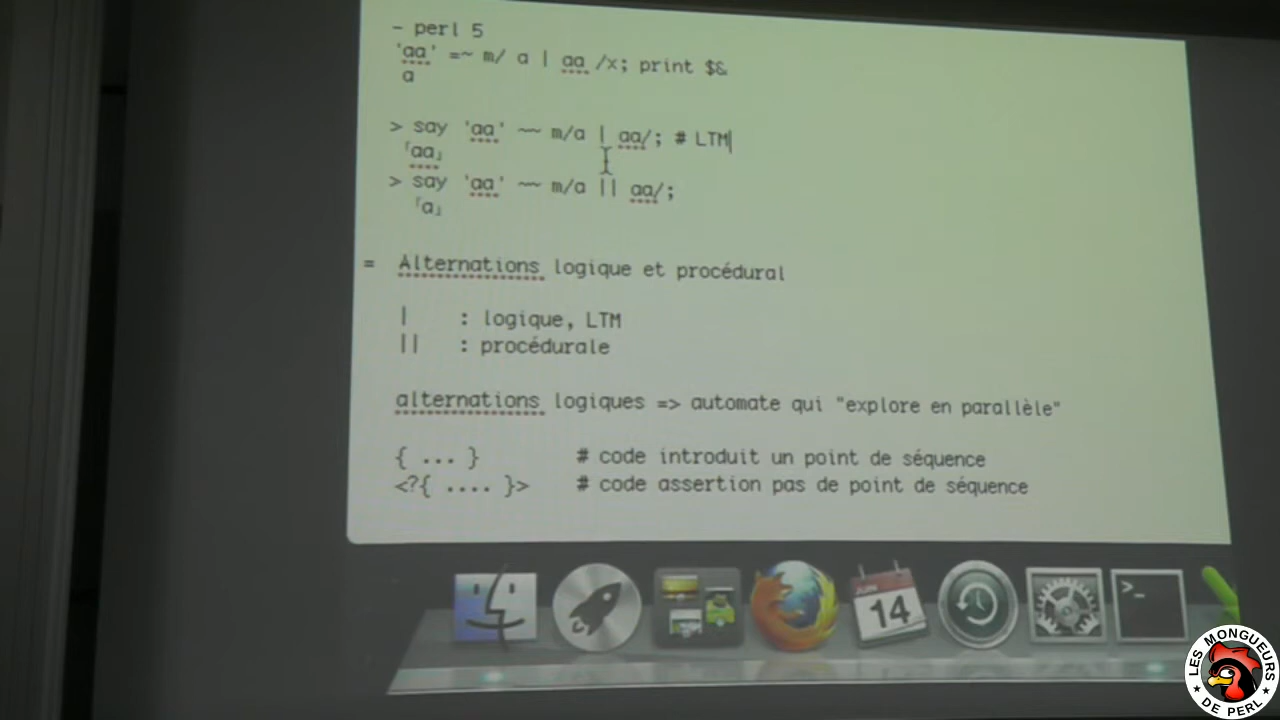 - perl 5
'aa' =~ m/ a | aa /x; print $&
a
> say 'aa' ~~ m/a | aa/; # LTM
「aa」
> say 'aa' ~~ m/a || aa/;
「a」
= Alternations logique et procédural
| : logique, LTM
|| : procédurale
alternations logiques => automate qui "explore en parallèle"
{ ... } # code introduit un point de séquence
<?{ .... }> # code assertion pas de point de séquence
JUIN
14
>_
LES MONGUEURS
★ DE PERL ★